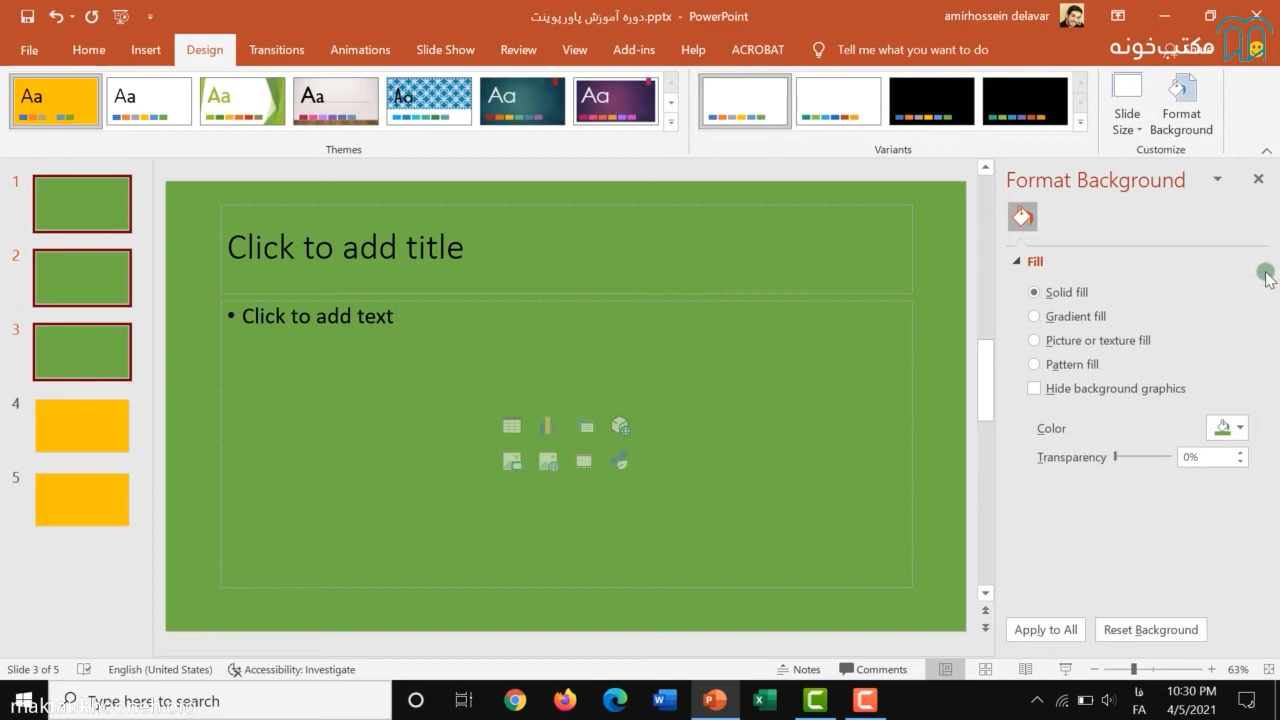 دوره آموزش پاورپوینت.pptx - PowerPoint
amirhossein delavar
File Home Insert Design Transitions Animations Slide Show Review View Add-ins Help ACROBAT Tell me what you want to do
مکتب‌خونه
Aa Aa Aa Aa Aa Aa Aa
Slide Size
Format Background
Themes
Variants
Customize
1
2
3
4
5
Click to add title
• Click to add text
Format Background
Fill
Solid fill
Gradient fill
Picture or texture fill
Pattern fill
Hide background graphics
Color
Transparency 0%
Apply to All Reset Background
Slide 3 of 5 English (United States) Accessibility: Investigate Notes Comments 63%
Type here to search
فا
FA
10:30 PM
4/5/2021